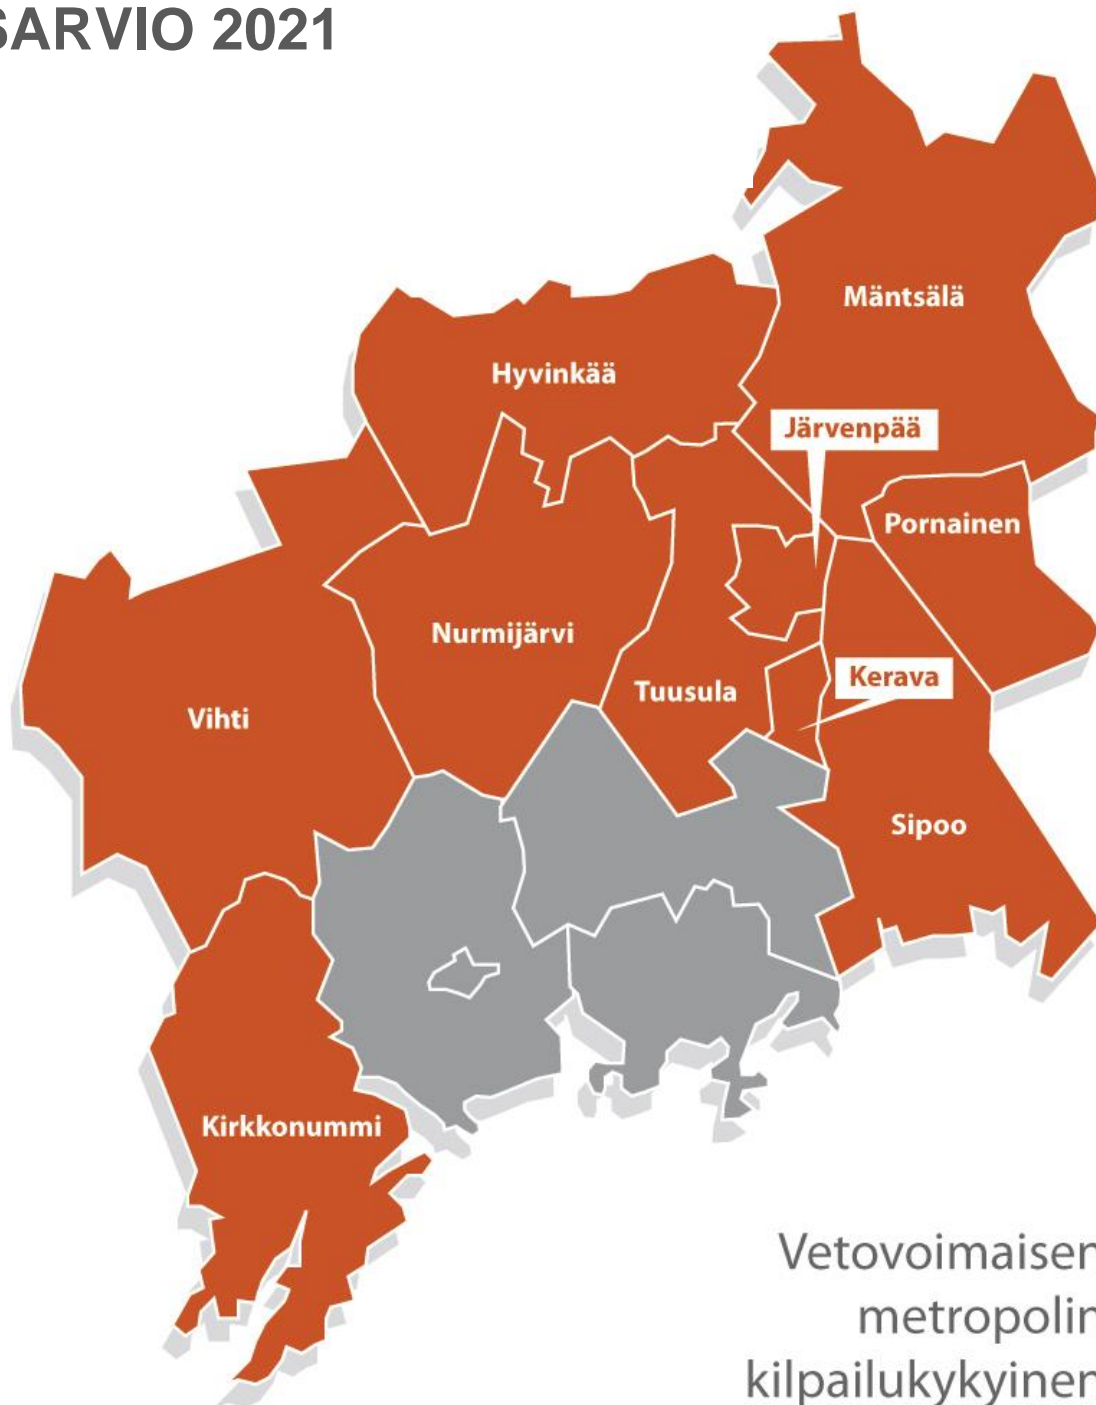 SARVIO 2021
Mäntsälä
Hyvinkää
Järvenpää
Pornainen
Nurmijärvi
Kerava
Tuusula
Vihti
Sipoo
Kirkkonummi
Vetovoimaisen
metropolin
kilpailukykyinen